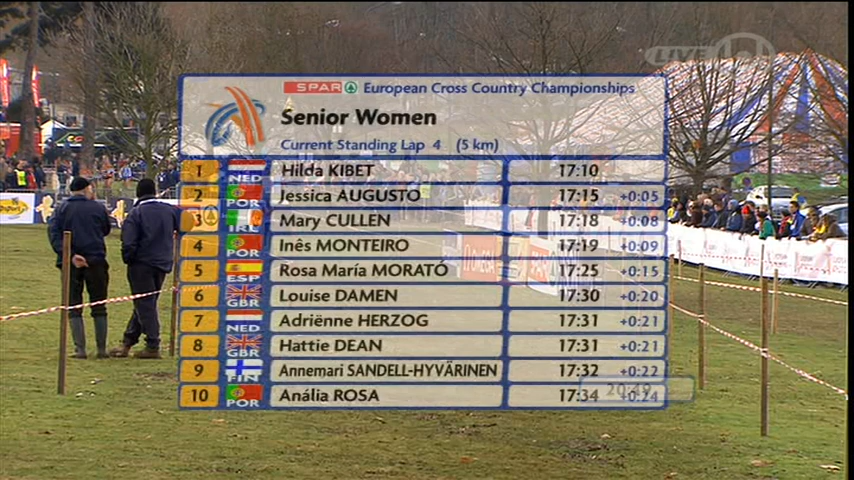 LIVE
SPAR European Cross Country Championships
Senior Women
Current Standing Lap 4 (5 km)
1 NED Hilda KIBET 17:10
2 POR Jessica AUGUSTO 17:15 +0:05
3 IRL Mary CULLEN 17:18 +0:08
4 POR Inês MONTEIRO 17:19 +0:09
5 ESP Rosa María MORATÓ 17:25 +0:15
6 GBR Louise DAMEN 17:30 +0:20
7 NED Adriënne HERZOG 17:31 +0:21
8 GBR Hattie DEAN 17:31 +0:21
9 FIN Annemari SANDELL-HYVÄRINEN 17:32 +0:22
10 POR Anália ROSA 17:34 +0:24
20:49
OMEGA
SPAR